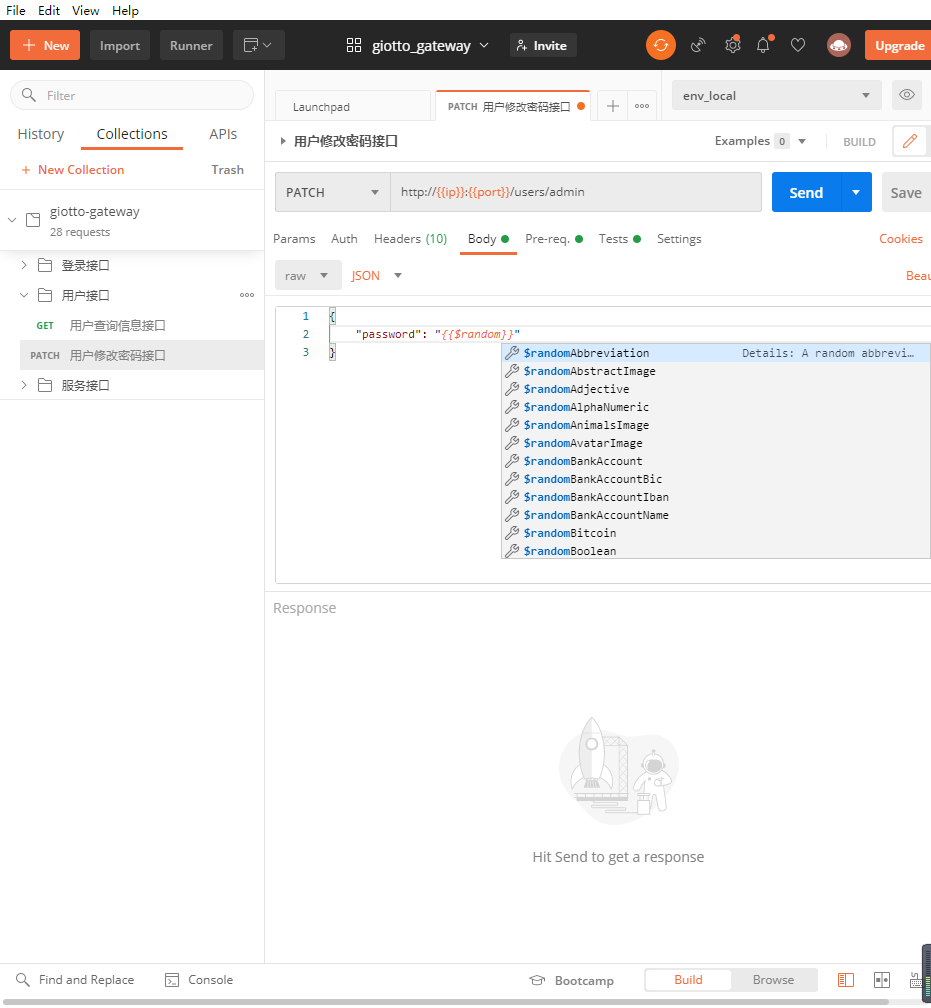 File Edit View Help
New Import Runner giotto_gateway Invite Upgrade
Filter
History Collections APIs
+ New Collection Trash
giotto-gateway
28 requests
登录接口
用户接口
GET 用户查询信息接口
PATCH 用户修改密码接口
服务接口
Launchpad PATCH 用户修改密码接口 env_local
用户修改密码接口 Examples 0 BUILD
PATCH http://{{ip}}:{{port}}/users/admin Send Save
Params Auth Headers (10) Body Pre-req. Tests Settings Cookies
raw JSON Beau
1 {
2 "password": "{{$random}}"
3 }
$randomAbbreviation Details: A random abbrevi…
$randomAbstractImage
$randomAdjective
$randomAlphaNumeric
$randomAnimalsImage
$randomAvatarImage
$randomBankAccount
$randomBankAccountBic
$randomBankAccountIban
$randomBankAccountName
$randomBitcoin
$randomBoolean
Response
Hit Send to get a response
Find and Replace Console Bootcamp Build Browse